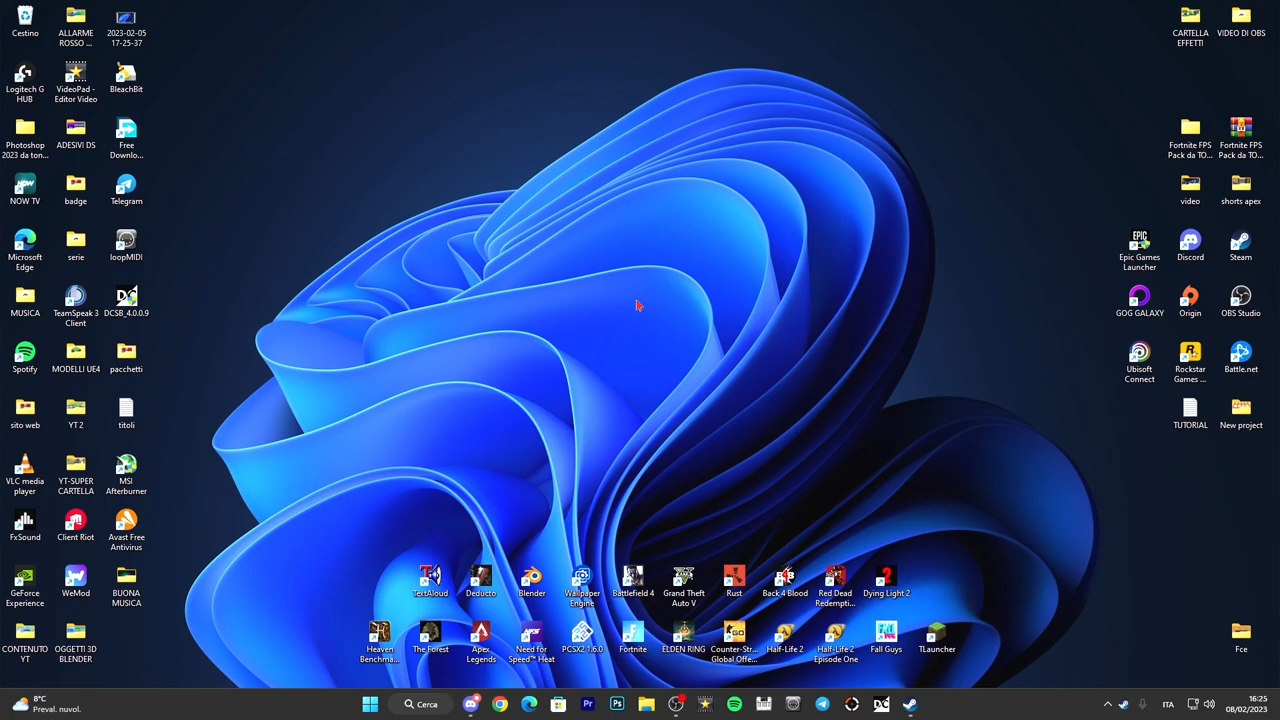 Cestino
ALLARME
ROSSO ...
2023-02-05
17-25-37
CARTELLA
EFFETTI
VIDEO DI OBS
Logitech G
HUB
VideoPad -
Editor Video
BleachBit
Photoshop
2023 da ton...
ADESIVI DS
Free
Downlo...
Fortnite FPS
Pack da TO...
Fortnite FPS
Pack da TO...
NOW TV
badge
Telegram
video
shorts apex
Microsoft
Edge
serie
loopMIDI
Epic Games
Launcher
Discord
Steam
MUSICA
TeamSpeak 3
Client
DCSB_4.0.0.9
GOG GALAXY
Origin
OBS Studio
Spotify
MODELLI UE4
pacchetti
Ubisoft
Connect
Rockstar
Games ...
Battle.net
sito web
YT 2
titoli
TUTORIAL
New project
VLC media
player
YT-SUPER
CARTELLA
MSI
Afterburner
FxSound
Client Riot
Avast Free
Antivirus
GeForce
Experience
WeMod
BUONA
MUSICA
TextAloud
Deducto
Blender
Wallpaper
Engine
Battlefield 4
Grand Theft
Auto V
Rust
Back 4 Blood
Red Dead
Redempti...
Dying Light 2
CONTENUTO
YT
OGGETTI 3D
BLENDER
Heaven
Benchma...
The Forest
Apex
Legends
Need for
Speed™ Heat
PCSX2 1.6.0
Fortnite
ELDEN RING
Counter-Str...
Global Offe...
Half-Life 2
Half-Life 2
Episode One
Fall Guys
TLauncher
Fce
8°C
Preval. nuvol.
Cerca
ITA
16:25
08/02/2023